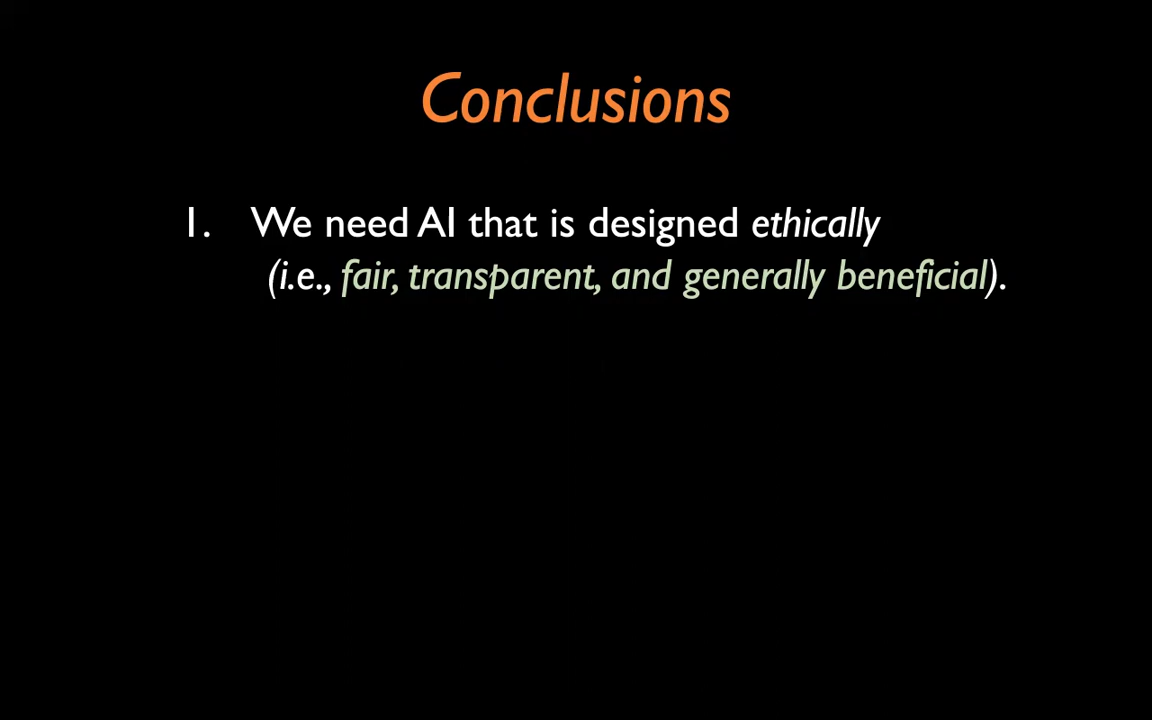 Conclusions
1. We need AI that is designed ethically
(i.e., fair, transparent, and generally beneficial).